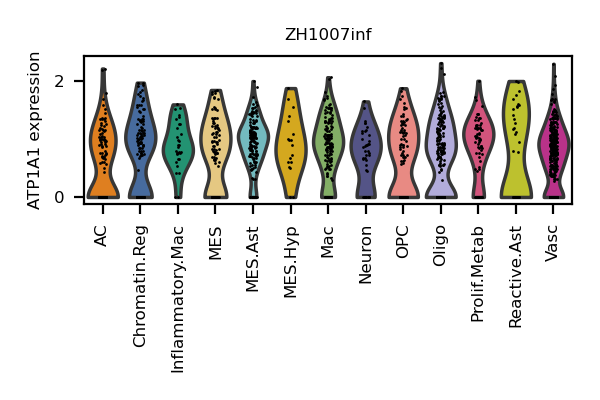 ZH1007inf
ATP1A1 expression
2
0
AC
Chromatin.Reg
Inflammatory.Mac
MES
MES.Ast
MES.Hyp
Mac
Neuron
OPC
Oligo
Prolif.Metab
Reactive.Ast
Vasc